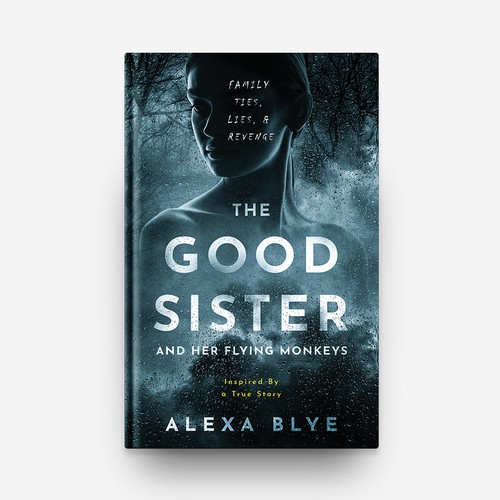 FAMILY
TIES,
LIES, &
REVENGE
THE
GOOD
SISTER
AND HER FLYING MONKEYS
Inspired By
a True Story
ALEXA BLYE